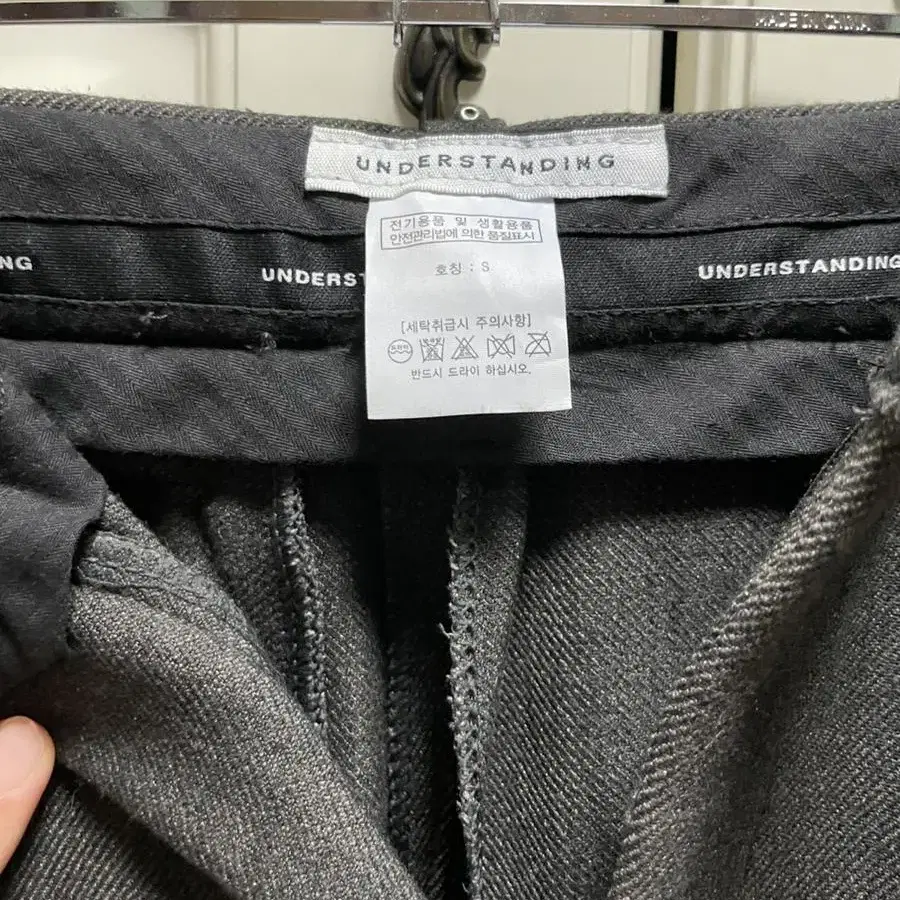 MADE IN CHINA
UNDERSTANDING
전기용품 및 생활용품
안전관리법에 의한 품질표시
NG
UNDERST
UNDERSTANDING
호칭 : S
[세탁취급시 주의사항]
반드시 드라이 하십시오.